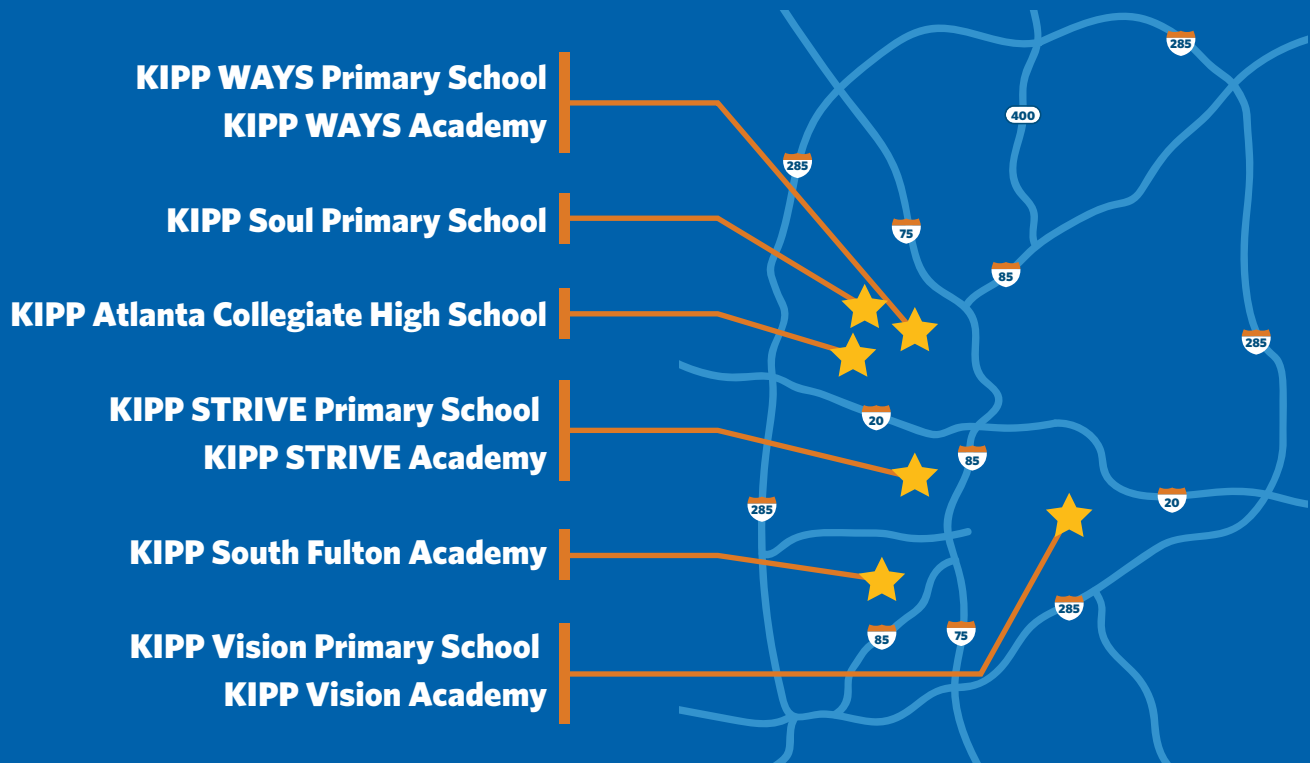 KIPP WAYS Primary School
KIPP WAYS Academy
KIPP Soul Primary School
KIPP Atlanta Collegiate High School
KIPP STRIVE Primary School
KIPP STRIVE Academy
KIPP South Fulton Academy
KIPP Vision Primary School
KIPP Vision Academy
285
400
285
75
85
285
20
85
20
285
285
85
75